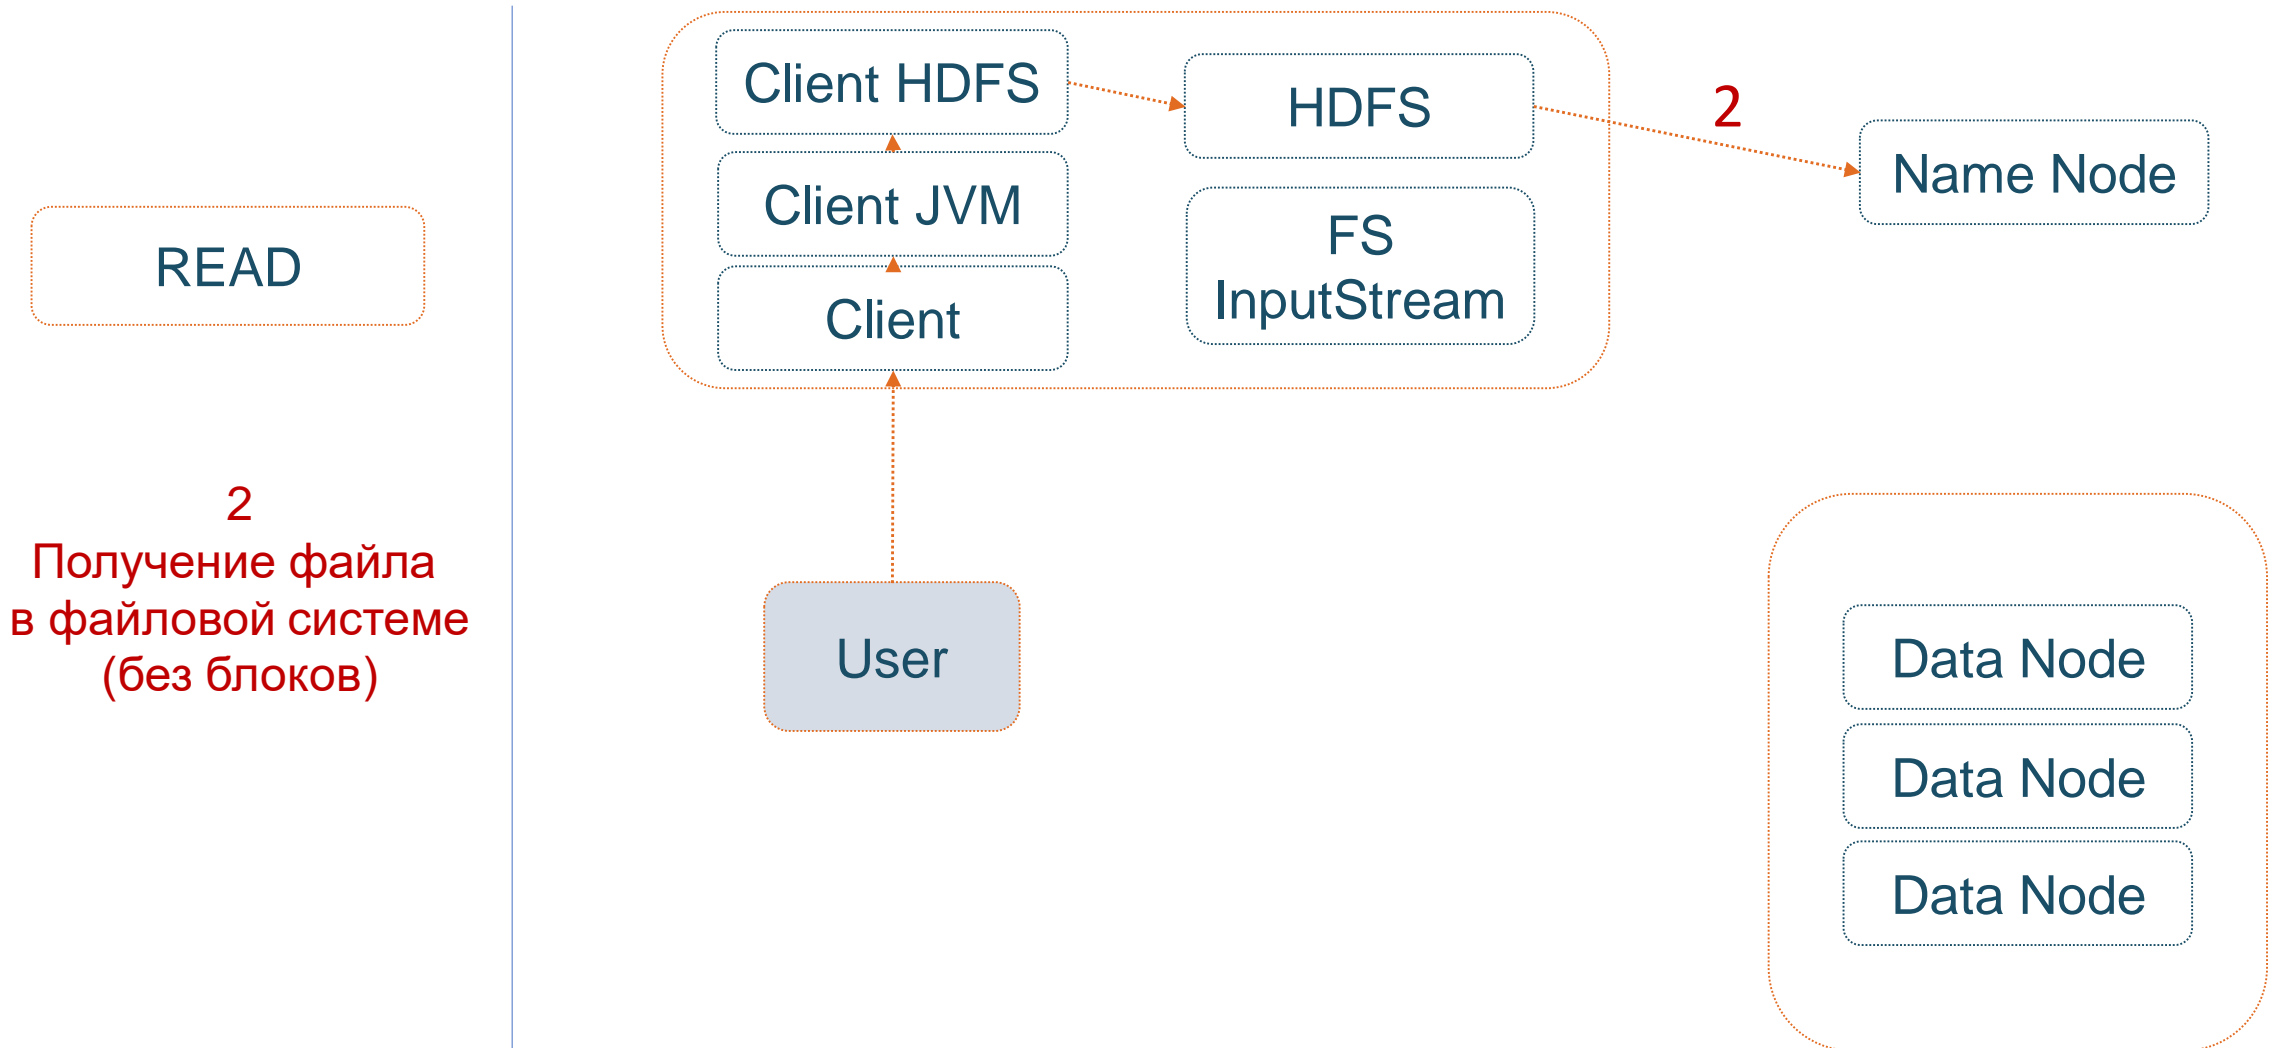 READ
2
Получение файла
в файловой системе
(без блоков)
Client HDFS
Client JVM
Client
HDFS
FS
InputStream
2
Name Node
User
Data Node
Data Node
Data Node